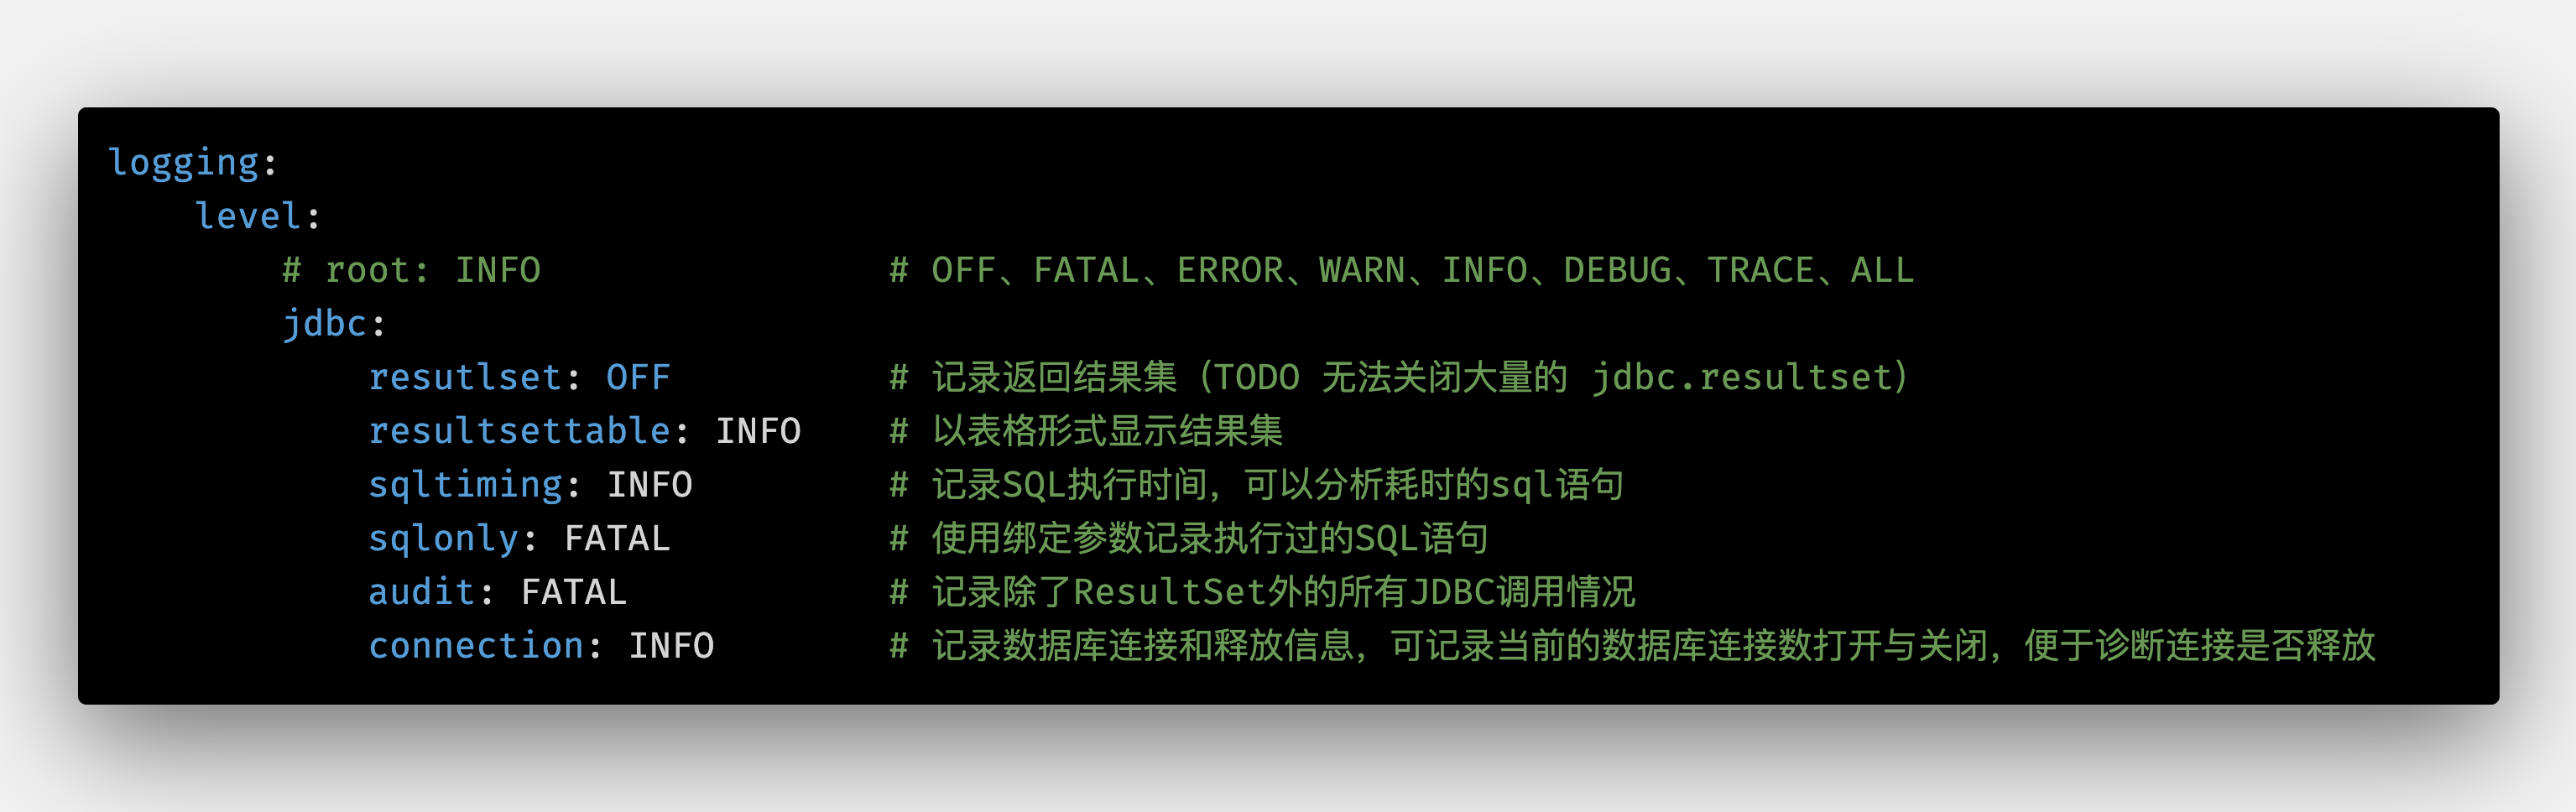 logging:
    level:
        # root: INFO                # OFF、FATAL、ERROR、WARN、INFO、DEBUG、TRACE、ALL
        jdbc:
            resutlset: OFF          # 记录返回结果集（TODO 无法关闭大量的 jdbc.resultset）
            resultsettable: INFO    # 以表格形式显示结果集
            sqltiming: INFO         # 记录SQL执行时间，可以分析耗时的sql语句
            sqlonly: FATAL          # 使用绑定参数记录执行过的SQL语句
            audit: FATAL            # 记录除了ResultSet外的所有JDBC调用情况
            connection: INFO        # 记录数据库连接和释放信息，可记录当前的数据库连接数打开与关闭，便于诊断连接是否释放